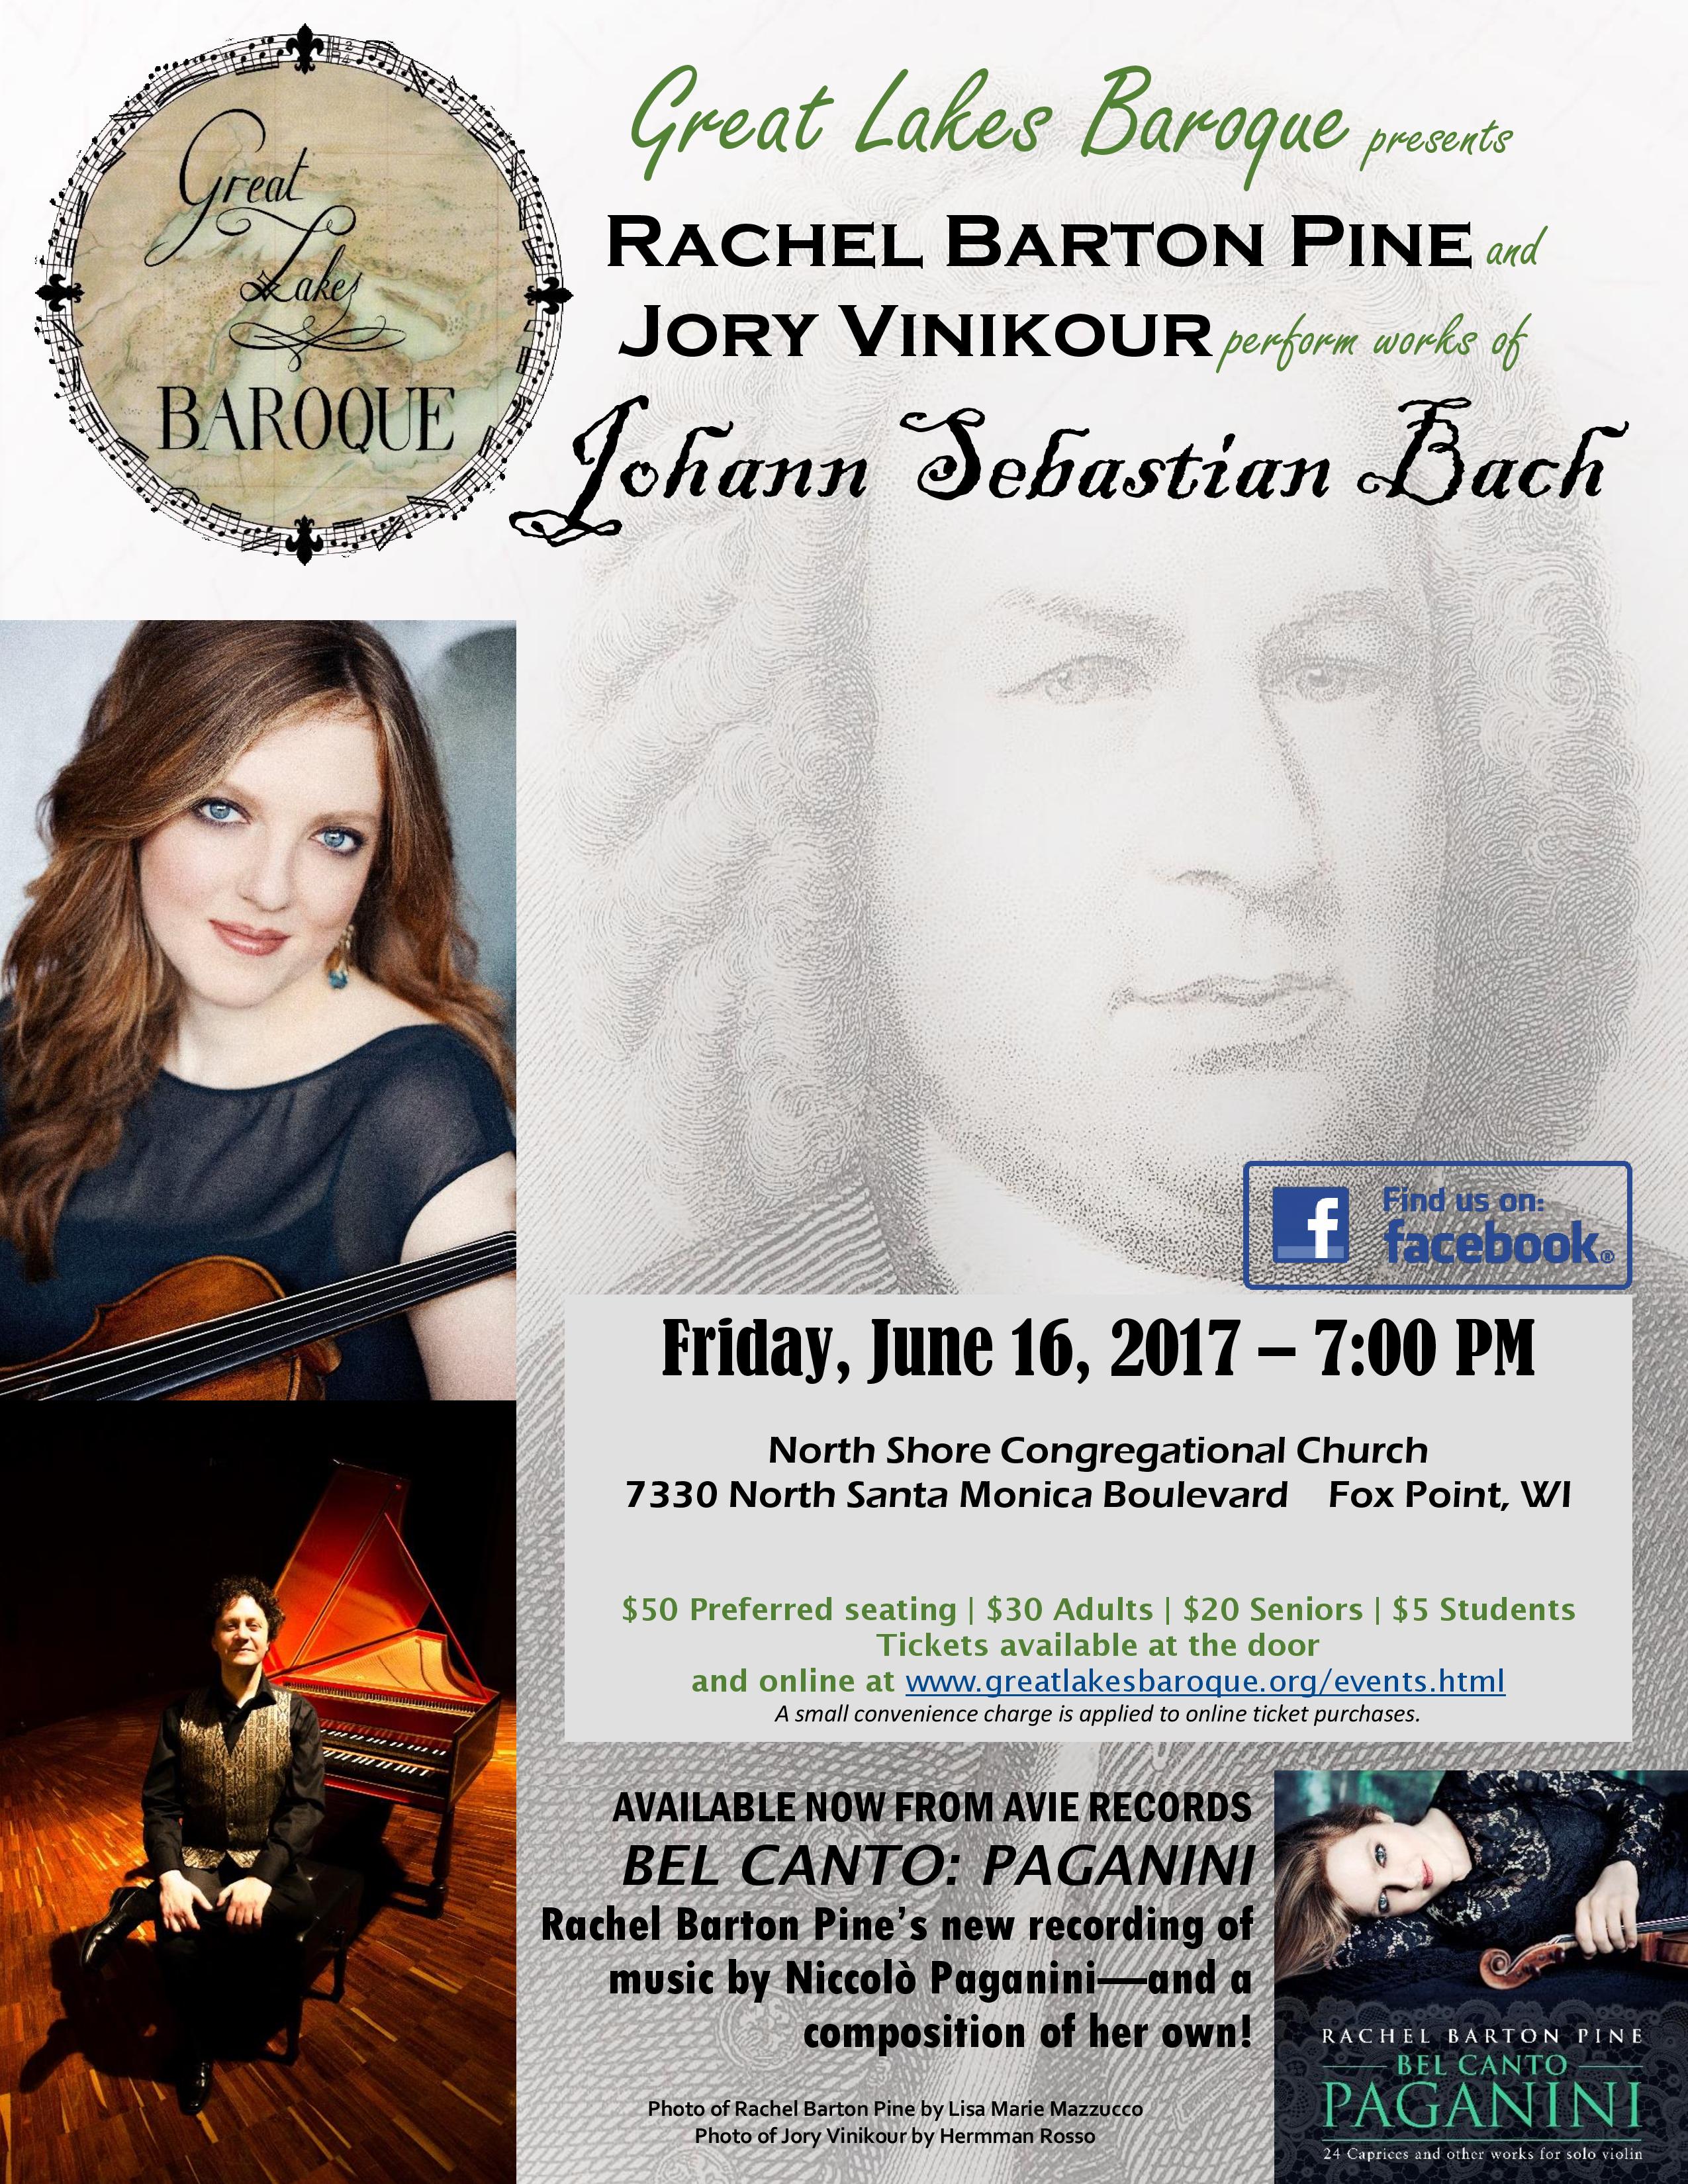 Great
Lakes
BAROQUE
Great Lakes Baroque presents
RACHEL BARTON PINE and
JORY VINIKOUR perform works of
Johann Sebastian Bach
f
Find us on:
facebook®
Friday, June 16, 2017 – 7:00 PM
North Shore Congregational Church
7330 North Santa Monica Boulevard Fox Point, WI
$50 Preferred seating | $30 Adults | $20 Seniors | $5 Students
Tickets available at the door
and online at www.greatlakesbaroque.org/events.html
A small convenience charge is applied to online ticket purchases.
AVAILABLE NOW FROM AVIE RECORDS
BEL CANTO: PAGANINI
Rachel Barton Pine’s new recording of
music by Niccolò Paganini—and a
composition of her own!
Photo of Rachel Barton Pine by Lisa Marie Mazzucco
Photo of Jory Vinikour by Hermman Rosso
RACHEL BARTON PINE
BEL CANTO
PAGANINI
24 Caprices and other works for solo violin